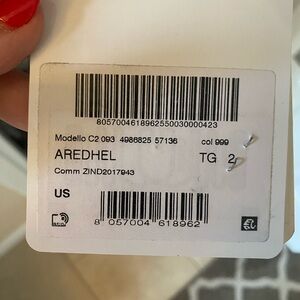 8057004618962550030000423
Modello C2 093 4986825 57136 col 999
AREDHEL TG 2
Comm ZIND2017943
US
8 057004 618962